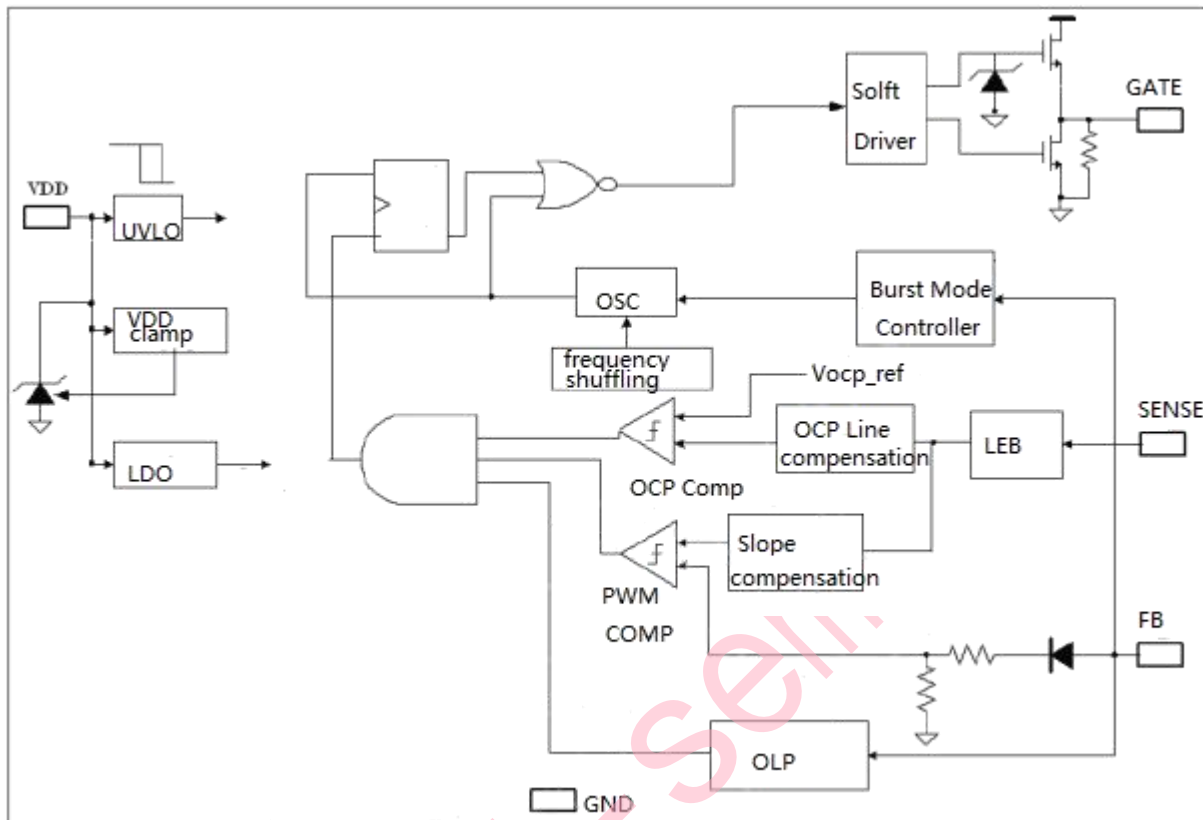 Solft
Driver
GATE
VDD
UVLO
OSC
Burst Mode
Controller
VDD
clamp
frequency
shuffling
Vocp_ref
SENSE
LDO
OCP Line
compensation
LEB
OCP Comp
Slope
compensation
PWM
COMP
FB
OLP
GND
semi